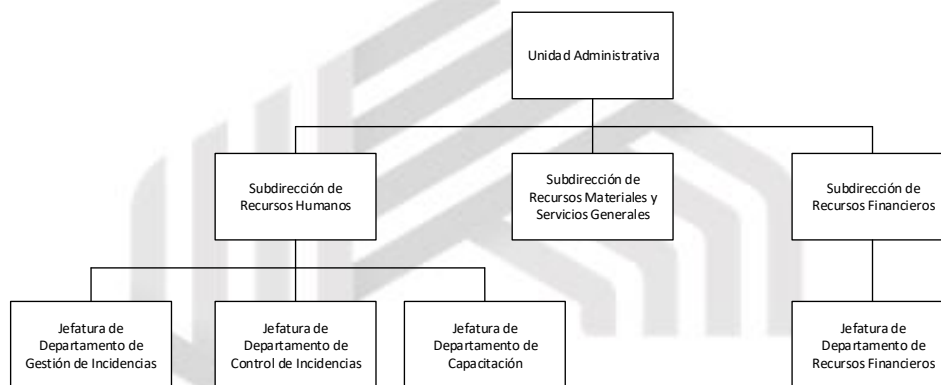 Unidad Administrativa
Subdirección de
Recursos Humanos
Subdirección de
Recursos Materiales y
Servicios Generales
Subdirección de
Recursos Financieros
Jefatura de
Departamento de
Gestión de Incidencias
Jefatura de
Departamento de
Control de Incidencias
Jefatura de
Departamento de
Capacitación
Jefatura de
Departamento de
Recursos Financieros